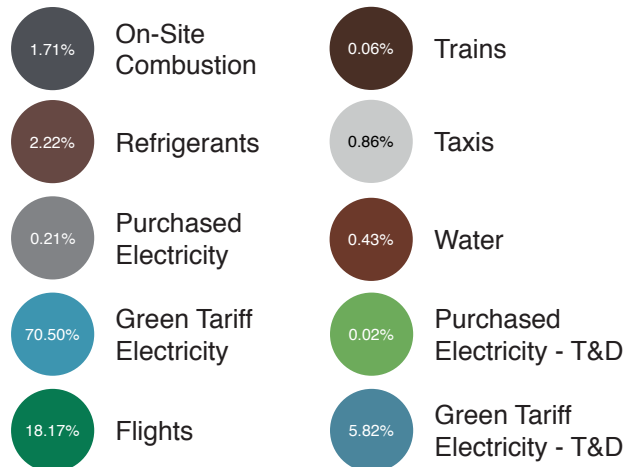 1.71%
On-Site
Combustion
2.22%
Refrigerants
0.21%
Purchased
Electricity
70.50%
Green Tariff
Electricity
18.17%
Flights
0.06%
Trains
0.86%
Taxis
0.43%
Water
0.02%
Purchased
Electricity - T&D
5.82%
Green Tariff
Electricity - T&D